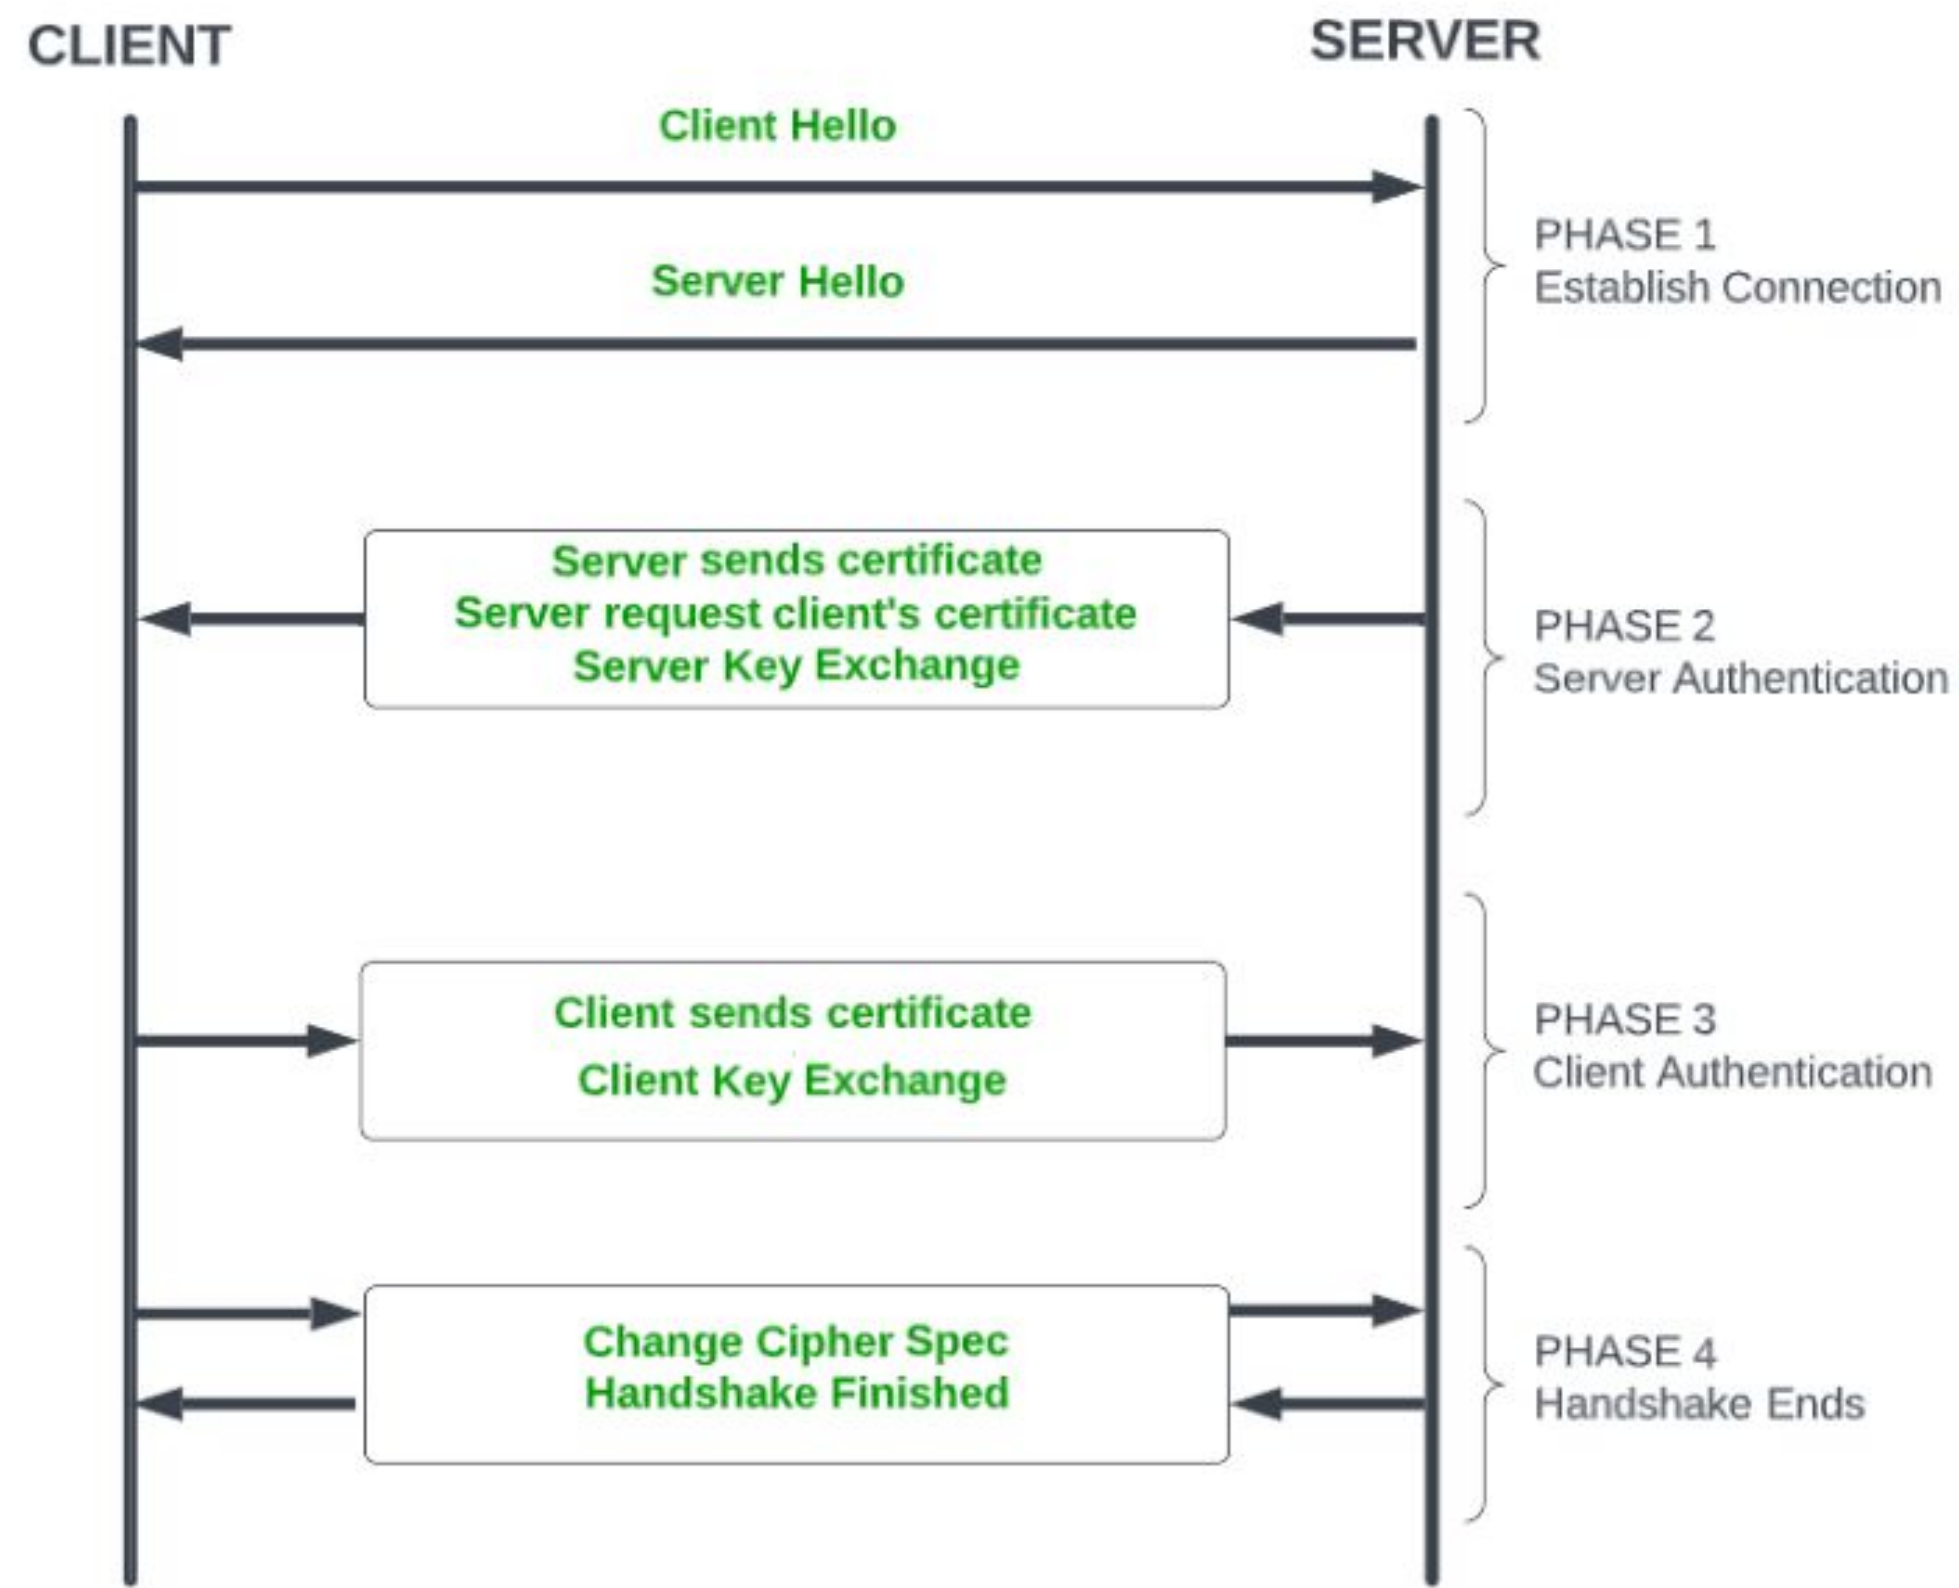 CLIENT
SERVER
Client Hello
Server Hello
PHASE 1
Establish Connection
Server sends certificate
Server request client's certificate
Server Key Exchange
PHASE 2
Server Authentication
Client sends certificate
Client Key Exchange
PHASE 3
Client Authentication
Change Cipher Spec
Handshake Finished
PHASE 4
Handshake Ends